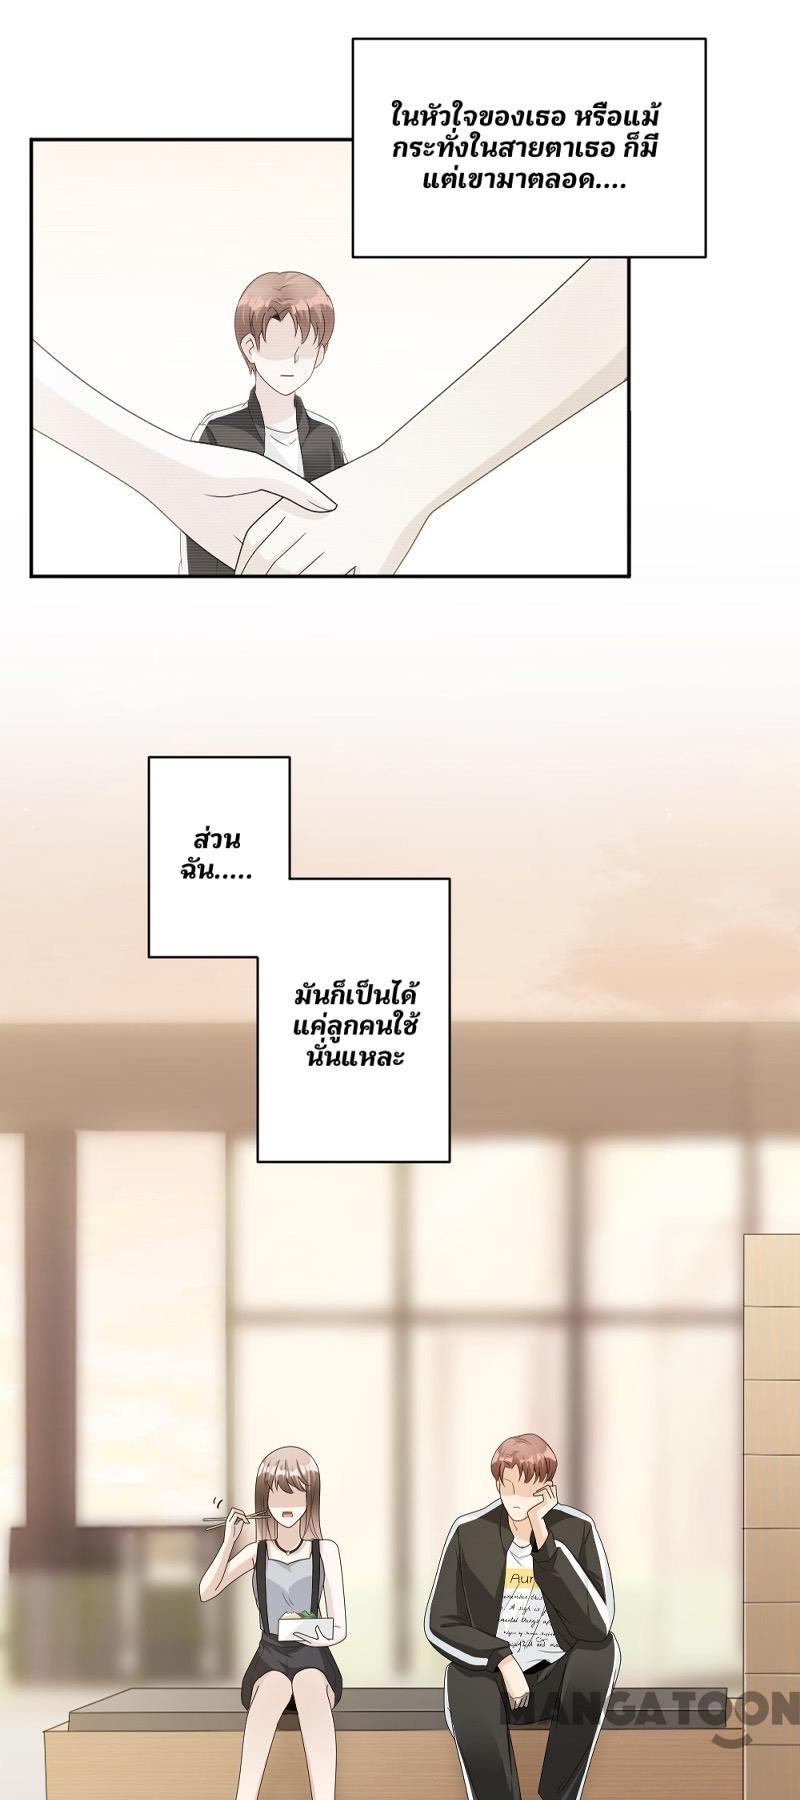 ในหัวใจของเธอ หรือแม้
กระทั่งในสายตาเธอ ก็มี
แต่เขามาตลอด....
ส่วน
ฉัน.....
มันก็เป็นได้
แค่ลูกคนใช้
นั่นแหละ
Aur
MANGATOON